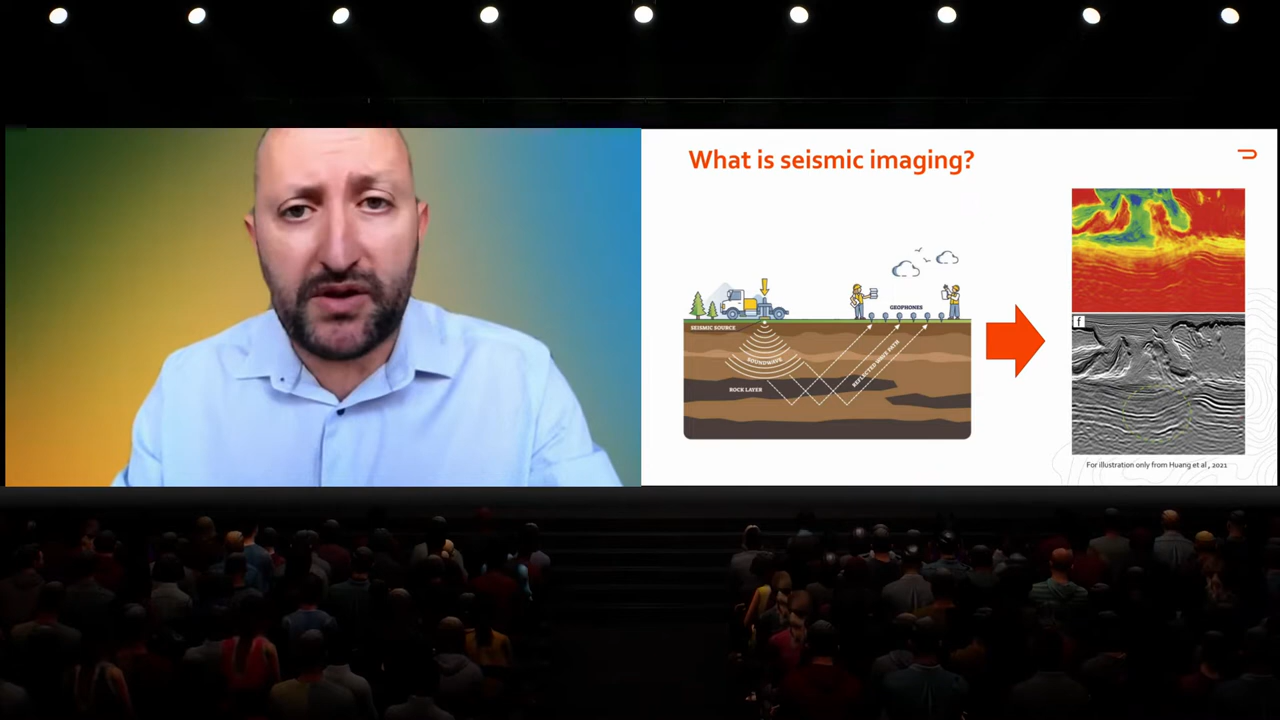 What is seismic imaging?
GEOPHONES
SEISMIC SOURCE
SOUNDWAVE
REFLECTED WAVE PATH
ROCK LAYER
f
For illustration only from Huang et al , 2021